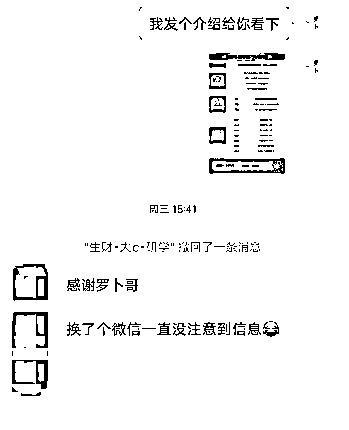 我发个介绍给你看下
周三 15:41
"生财-大c-研学" 撤回了一条消息
感谢罗卜哥
换了个微信一直没注意到信息😂